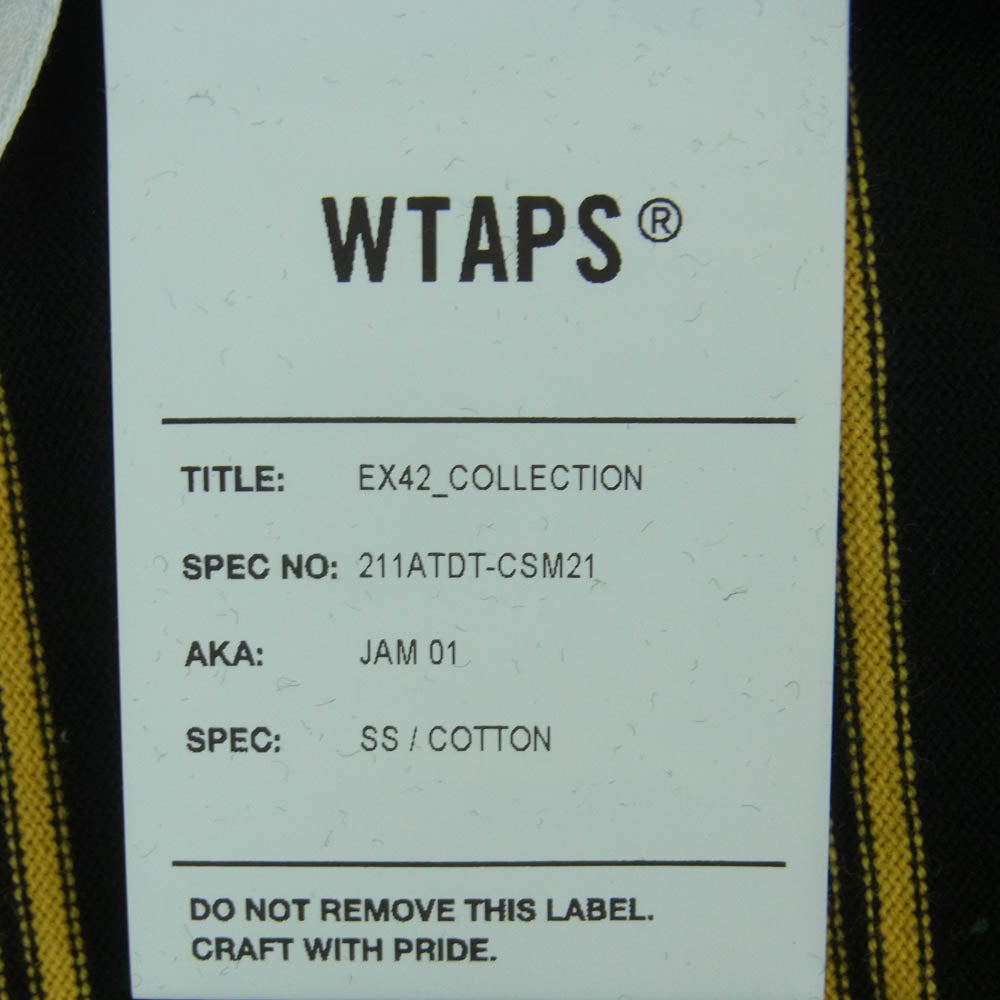 WTAPS®
TITLE: EX42_COLLECTION
SPEC NO: 211ATDT-CSM21
AKA: JAM 01
SPEC: SS / COTTON
DO NOT REMOVE THIS LABEL.
CRAFT WITH PRIDE.